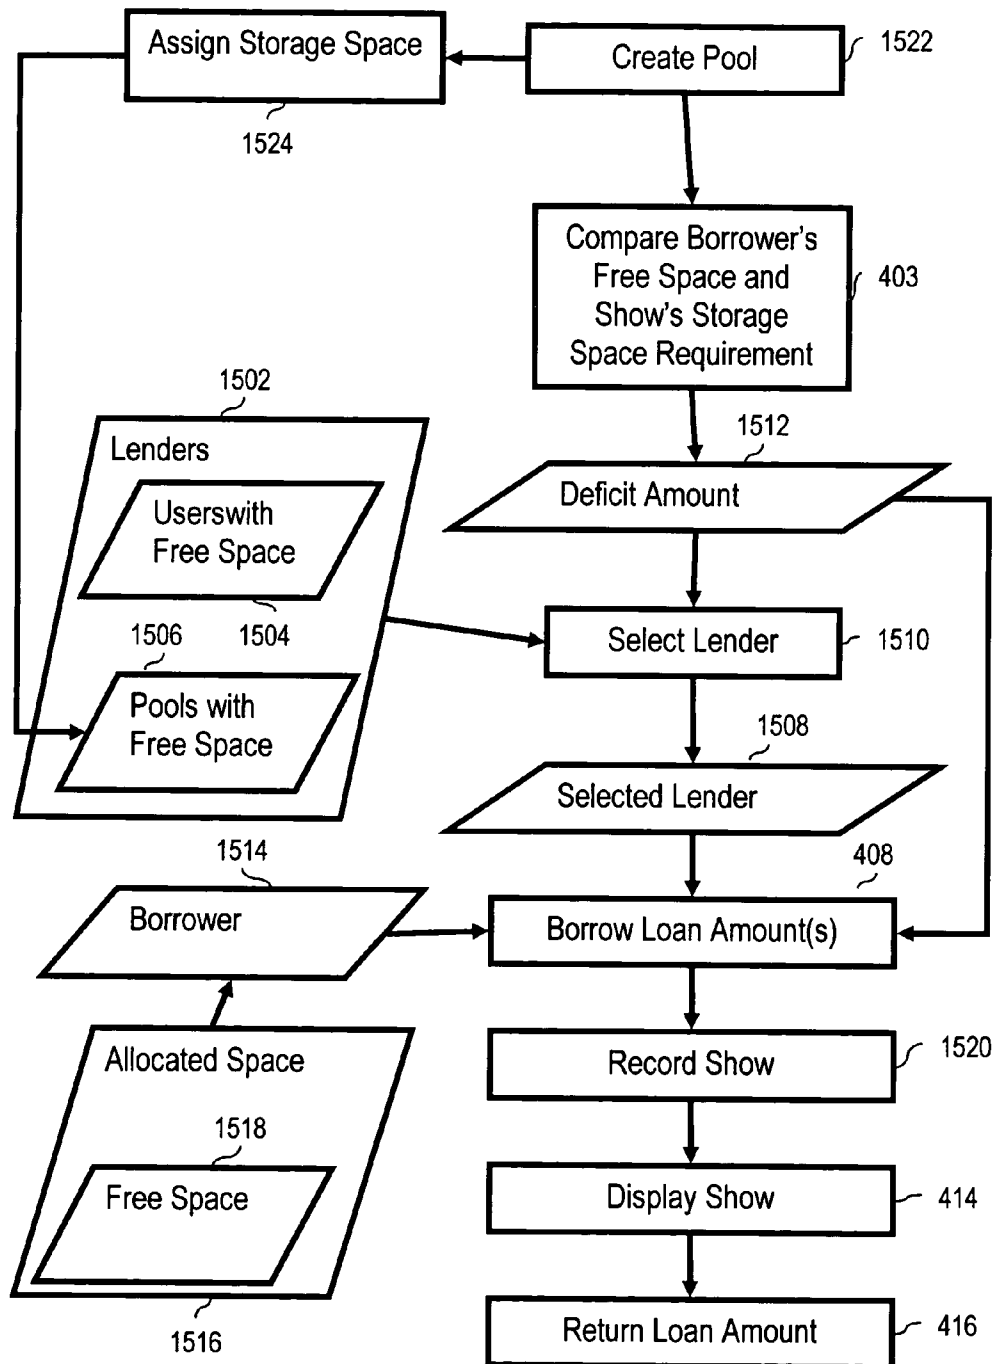 Assign Storage Space
1524
Create Pool
1522
Compare Borrower's
Free Space and
Show's Storage
Space Requirement
403
1502
Lenders
Userswith
Free Space
1504
1506
Pools with
Free Space
1512
Deficit Amount
Select Lender
1510
1508
Selected Lender
1514
Borrower
408
Borrow Loan Amount(s)
Allocated Space
1518
Free Space
1516
Record Show
1520
Display Show
414
Return Loan Amount
416